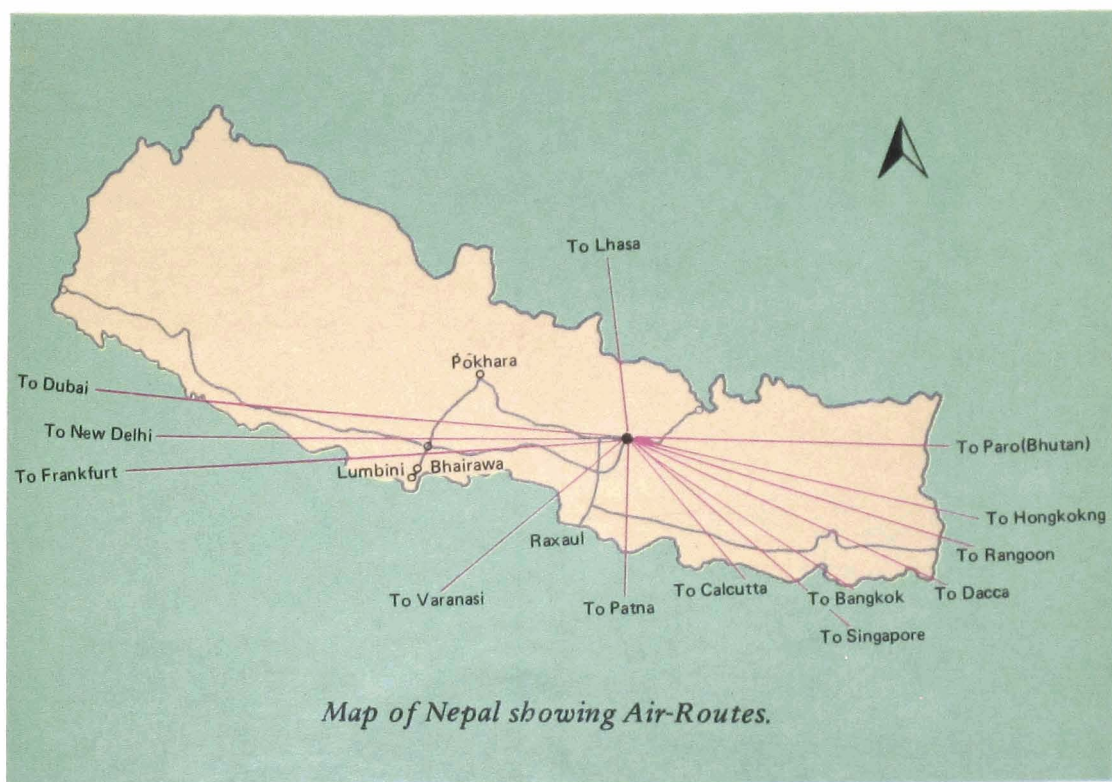 To Lhasa
Pokhara
To Dubai
To New Delhi
To Paro(Bhutan)
To Frankfurt
Lumbini
Bhairawa
To Hongkokng
Raxaul
To Rangoon
To Varanasi
To Patna
To Calcutta
To Bangkok
To Dacca
To Singapore
Map of Nepal showing Air-Routes.